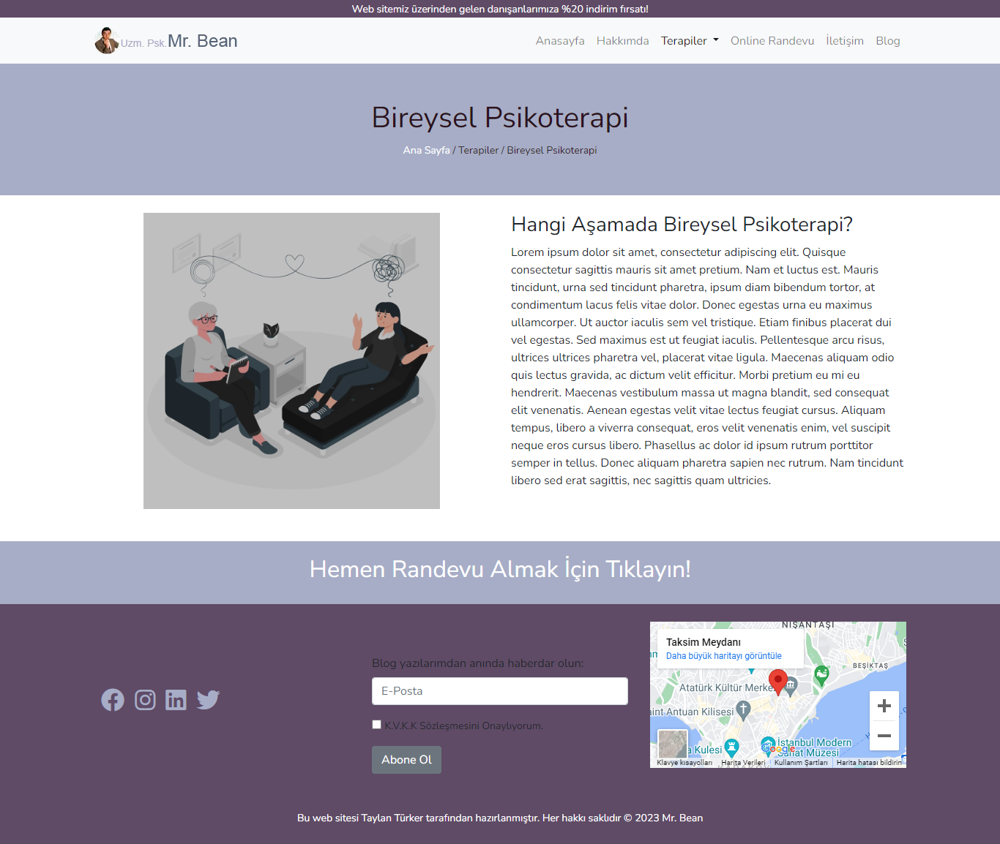 Web sitemiz üzerinden gelen danışanlarımıza %20 indirim fırsatı!
Uzm. Psk.Mr. Bean
Anasayfa Hakkımda Terapiler Online Randevu İletişim Blog
Bireysel Psikoterapi
Ana Sayfa / Terapiler / Bireysel Psikoterapi
Hangi Aşamada Bireysel Psikoterapi?
Lorem ipsum dolor sit amet, consectetur adipiscing elit. Quisque
consectetur sagittis mauris sit amet pretium. Nam et luctus est. Mauris
tincidunt, urna sed tincidunt pharetra, ipsum diam bibendum tortor, at
condimentum lacus felis vitae dolor. Donec egestas urna eu maximus
ullamcorper. Ut auctor iaculis sem vel tristique. Etiam finibus placerat dui
vel egestas. Sed maximus est ut feugiat iaculis. Pellentesque arcu risus,
ultrices ultrices pharetra vel, placerat vitae ligula. Maecenas aliquam odio
quis lectus gravida, ac dictum velit efficitur. Morbi pretium eu mi eu
hendrerit. Maecenas vestibulum massa ut magna blandit, sed consequat
elit venenatis. Aenean egestas velit vitae lectus feugiat cursus. Aliquam
tempus, libero a viverra consequat, eros velit venenatis enim, vel suscipit
neque eros cursus libero. Phasellus ac dolor id ipsum rutrum porttitor
semper in tellus. Donec aliquam pharetra sapien nec rutrum. Nam tincidunt
libero sed erat sagittis, nec sagittis quam ultricies.
Hemen Randevu Almak İçin Tıklayın!
Blog yazılarımdan anında haberdar olun:
E-Posta
K.V.K.K Sözleşmesini Onaylıyorum.
Abone Ol
NİŞANTAŞI
Taksim Meydanı
Daha büyük haritayı görüntüle
BEŞİKTAŞ
Atatürk Kültür Merke
int Antuan Kilisesi
a Kulesi
İstanbul Modern
Sanat Müzesi
Google
Klavye kısayolları Harita Verileri Kullanım Şartları Harita hatası bildirin
Bu web sitesi Taylan Türker tarafından hazırlanmıştır. Her hakkı saklıdır © 2023 Mr. Bean